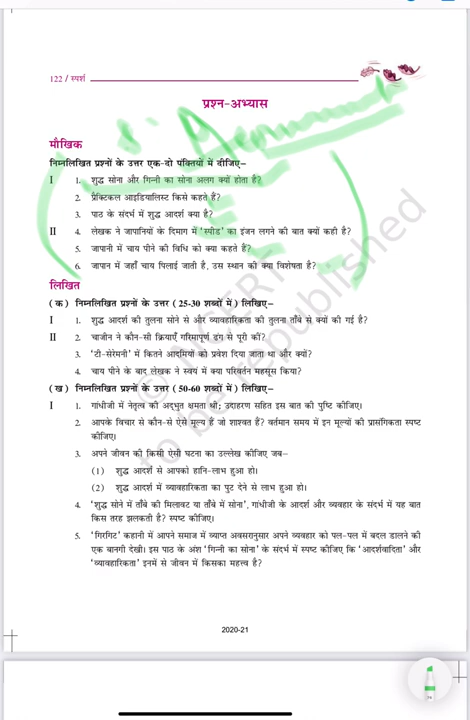 122 / स्पर्श
प्रश्न-अभ्यास
मौखिक
निम्नलिखित प्रश्नों के उत्तर एक-दो पंक्तियों में दीजिए–
I 1. शुद्ध सोना और गिन्नी का सोना अलग क्यों होता है?
2. प्रैक्टिकल आइडियालिस्ट किसे कहते हैं?
3. पाठ के संदर्भ में शुद्ध आदर्श क्या है?
II 4. लेखक ने जापानियों के दिमाग में 'स्पीड' का इंजन लगने की बात क्यों कही है?
5. जापानी में चाय पीने की विधि को क्या कहते हैं?
6. जापान में जहाँ चाय पिलाई जाती है, उस स्थान की क्या विशेषता है?
लिखित
( क ) निम्नलिखित प्रश्नों के उत्तर ( 25-30 शब्दों में ) लिखिए–
I 1. शुद्ध आदर्श की तुलना सोने से और व्यावहारिकता की तुलना ताँबे से क्यों की गई है?
II 2. चाजीन ने कौन-सी क्रियाएँ गरिमापूर्ण ढंग से पूरी कीं?
3. 'टी-सेरेमनी' में कितने आदमियों को प्रवेश दिया जाता था और क्यों?
4. चाय पीने के बाद लेखक ने स्वयं में क्या परिवर्तन महसूस किया?
( ख ) निम्नलिखित प्रश्नों के उत्तर ( 50-60 शब्दों में ) लिखिए–
I 1. गांधीजी में नेतृत्व की अद्भुत क्षमता थी; उदाहरण सहित इस बात की पुष्टि कीजिए।
2. आपके विचार से कौन-से ऐसे मूल्य हैं जो शाश्वत हैं? वर्तमान समय में इन मूल्यों की प्रासंगिकता स्पष्ट
कीजिए।
3. अपने जीवन की किसी ऐसी घटना का उल्लेख कीजिए जब–
(1) शुद्ध आदर्श से आपको हानि-लाभ हुआ हो।
(2) शुद्ध आदर्श में व्यावहारिकता का पुट देने से लाभ हुआ हो।
4. 'शुद्ध सोने में ताँबे की मिलावट या ताँबे में सोना', गांधीजी के आदर्श और व्यवहार के संदर्भ में यह बात
किस तरह झलकती है? स्पष्ट कीजिए।
5. 'गिरगिट' कहानी में आपने समाज में व्याप्त अवसरानुसार अपने व्यवहार को पल-पल में बदल डालने की
एक बानगी देखी। इस पाठ के अंश 'गिन्नी का सोना' के संदर्भ में स्पष्ट कीजिए कि 'आदर्शवादिता' और
'व्यावहारिकता' इनमें से जीवन में किसका महत्त्व है?
© NCERT
to be republished
2020-21